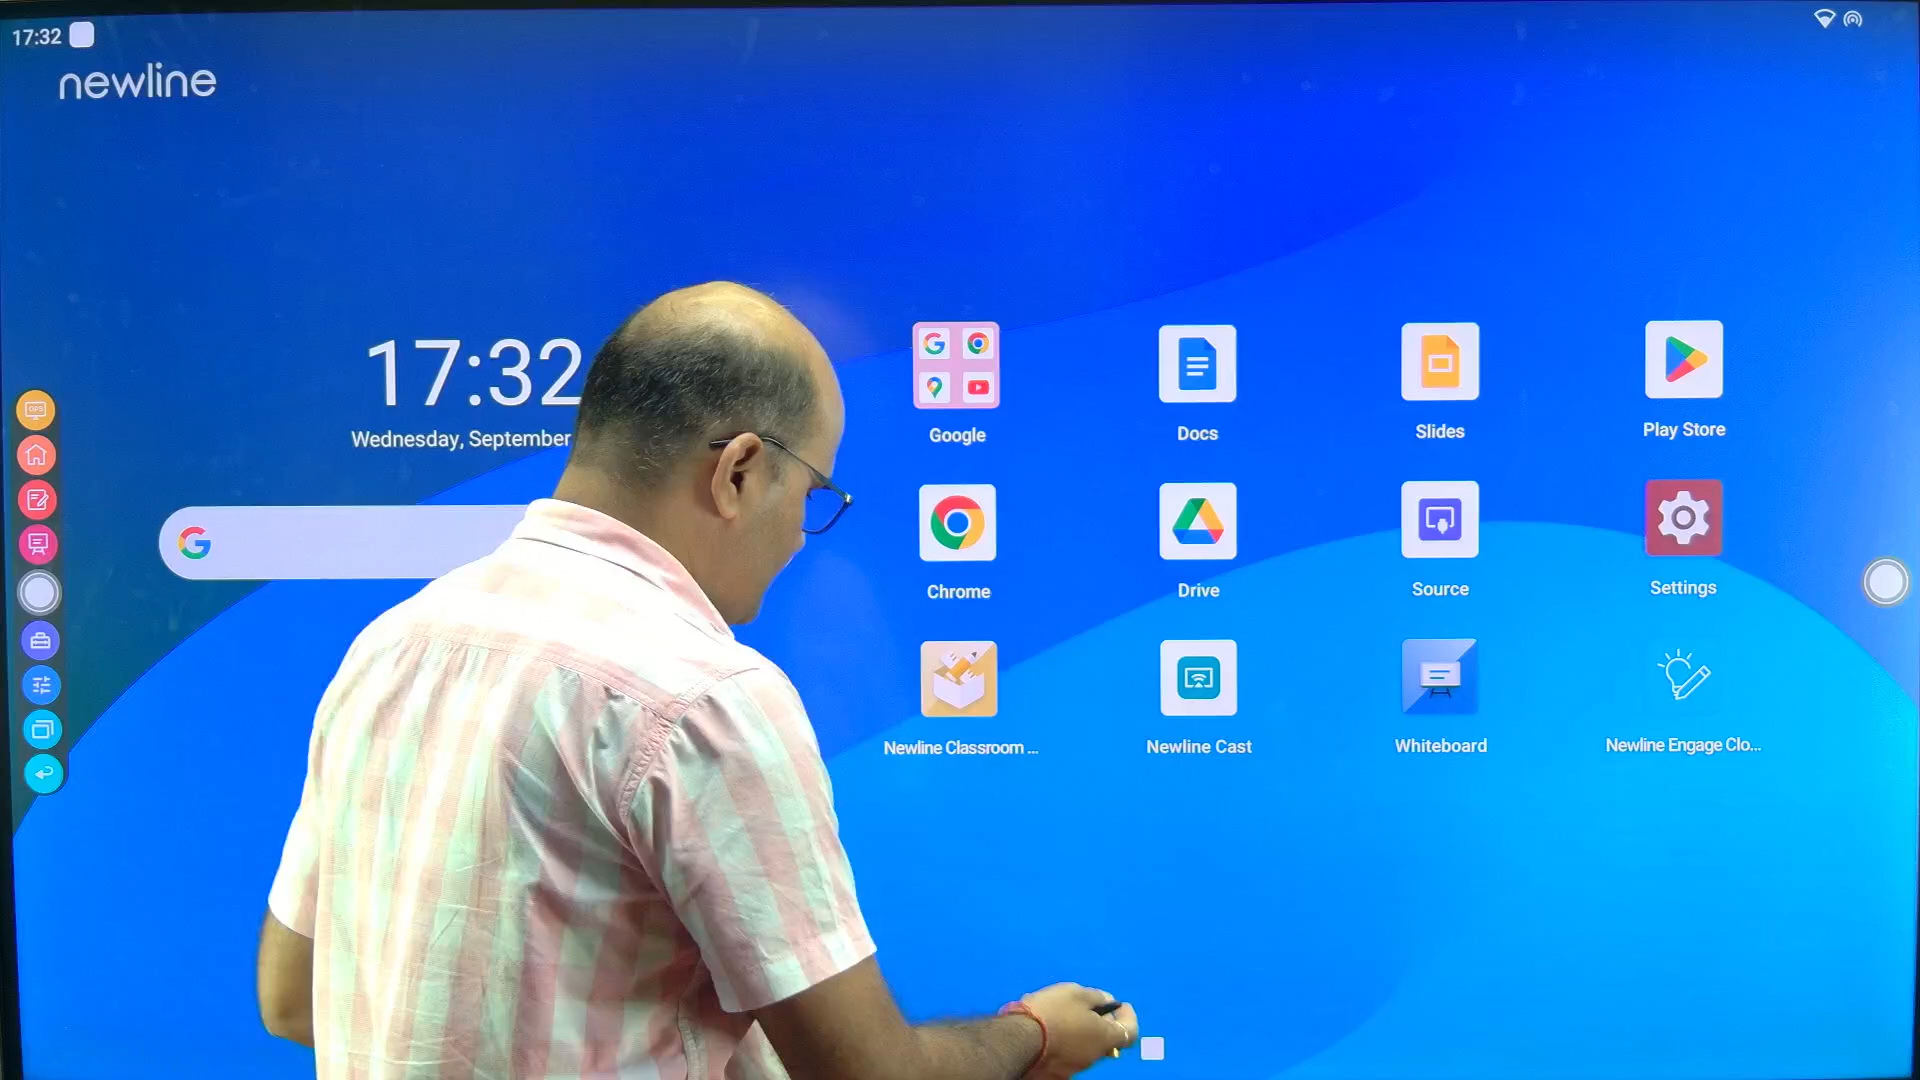 17:32
newline
17:32
Wednesday, September
Google
Docs
Slides
Play Store
Chrome
Drive
Source
Settings
Newline Classroom ...
Newline Cast
Whiteboard
Newline Engage Clo...
OPS